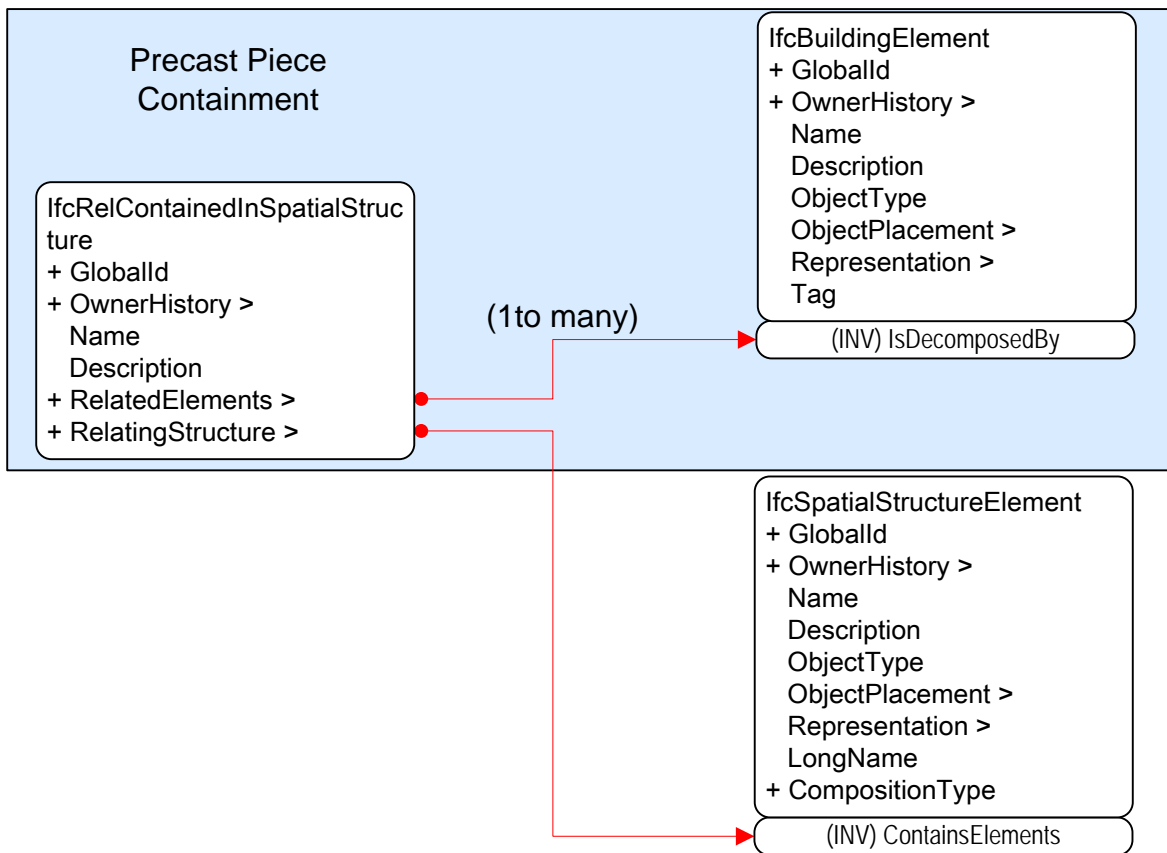 Precast Piece
Containment
IfcRelContainedInSpatialStruc
ture
+ GlobalId
+ OwnerHistory >
Name
Description
+ RelatedElements >
+ RelatingStructure >
(1to many)
IfcBuildingElement
+ GlobalId
+ OwnerHistory >
Name
Description
ObjectType
ObjectPlacement >
Representation >
Tag
(INV) IsDecomposedBy
IfcSpatialStructureElement
+ GlobalId
+ OwnerHistory >
Name
Description
ObjectType
ObjectPlacement >
Representation >
LongName
+ CompositionType
(INV) ContainsElements